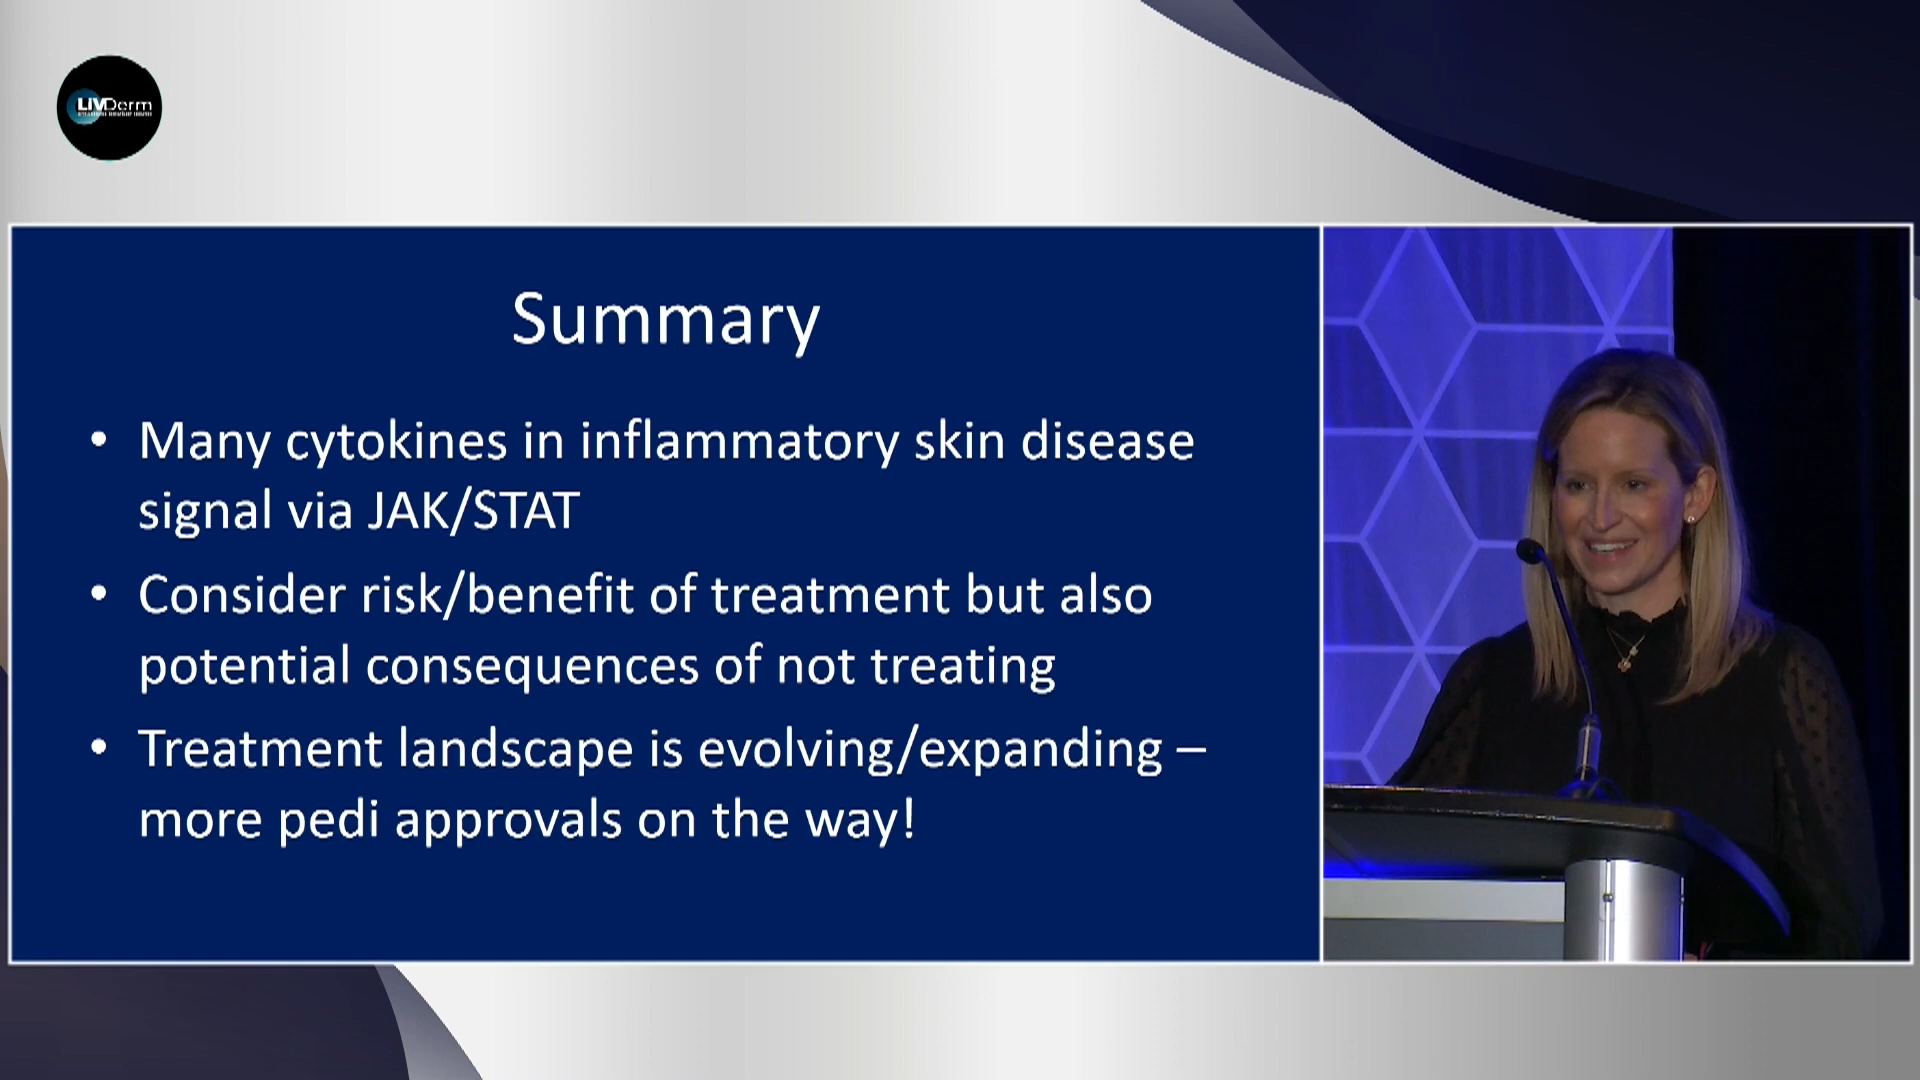 LIVDerm
Summary
• Many cytokines in inflammatory skin disease
signal via JAK/STAT
• Consider risk/benefit of treatment but also
potential consequences of not treating
• Treatment landscape is evolving/expanding –
more pedi approvals on the way!